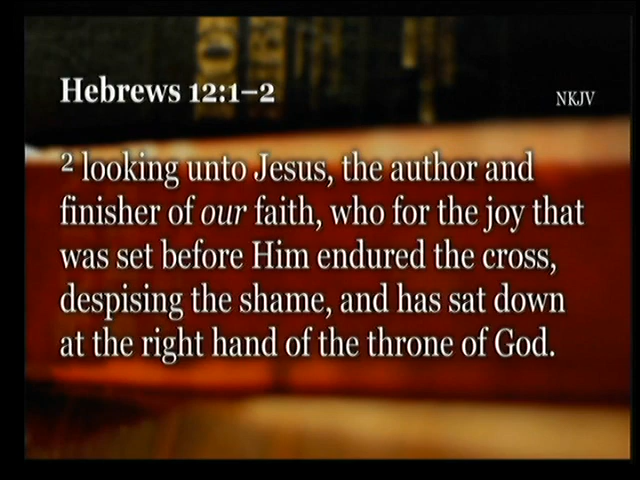 Hebrews 12:1–2
NKJV
2 looking unto Jesus, the author and
finisher of our faith, who for the joy that
was set before Him endured the cross,
despising the shame, and has sat down
at the right hand of the throne of God.